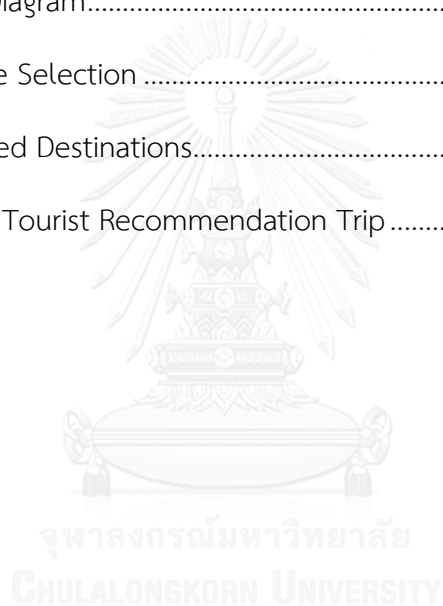 iagram..........................................................
e Selection ..................................................
ed Destinations..........................................
Tourist Recommendation Trip ........
จุฬาลงกรณ์มหาวิทยาลัย
CHULALONGKORN UNIVERSITY